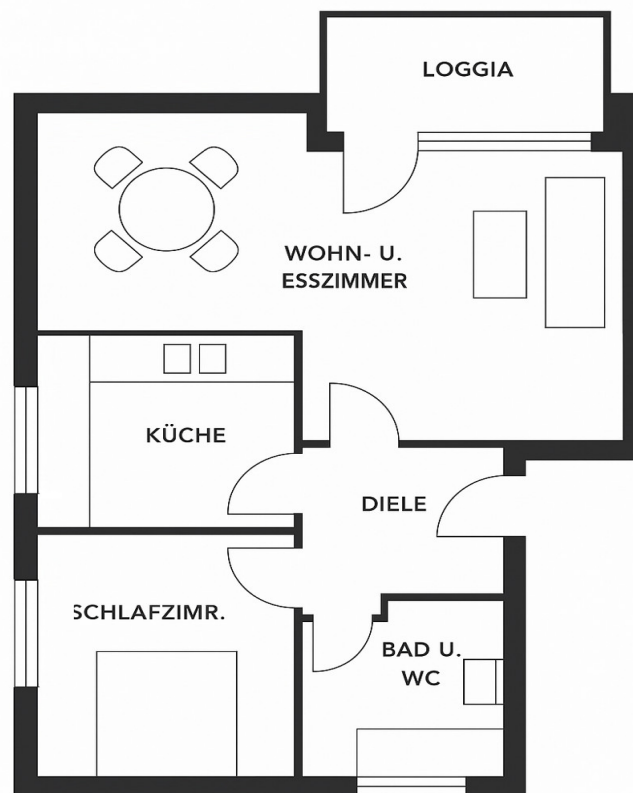 LOGGIA
WOHN- U.
ESSZIMMER
KÜCHE
DIELE
SCHLAFZIMR.
BAD U.
WC